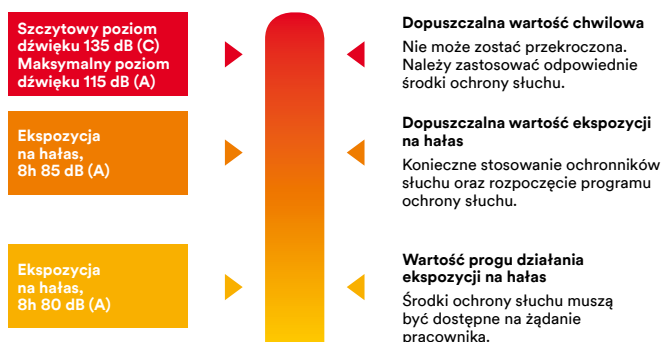 Szczytowy poziom
dźwięku 135 dB (C)
Maksymalny poziom
dźwięku 115 dB (A)
Dopuszczalna wartość chwilowa
Nie może zostać przekroczona.
Należy zastosować odpowiednie
środki ochrony słuchu.
Ekspozycja
na hałas,
8h 85 dB (A)
Dopuszczalna wartość ekspozycji
na hałas
Konieczne stosowanie ochronników
słuchu oraz rozpoczęcie programu
ochrony słuchu.
Ekspozycja
na hałas,
8h 80 dB (A)
Wartość progu działania
ekspozycji na hałas
Środki ochrony słuchu muszą
być dostępne na żądanie
pracownika.